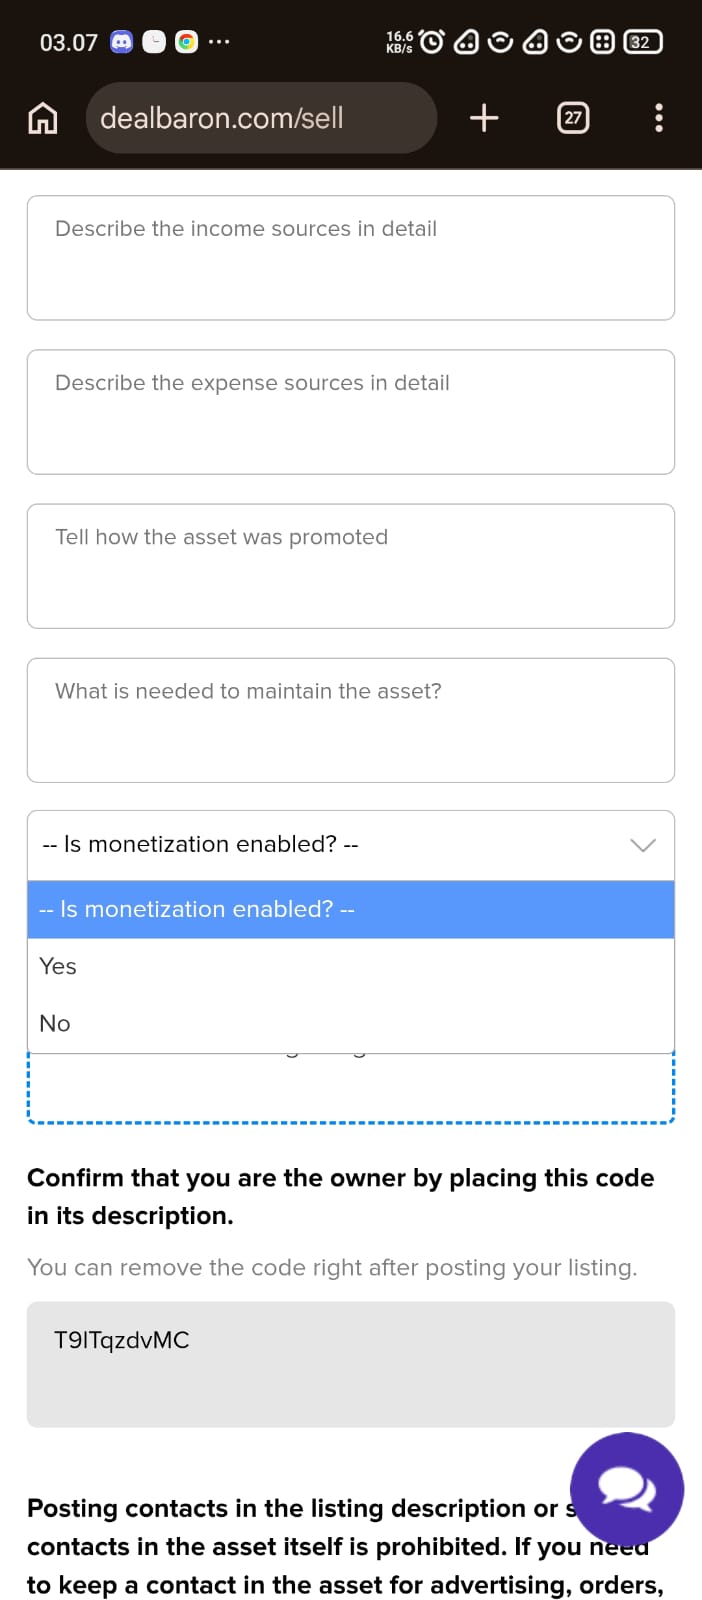 03.07
16.6
KB/s
32
dealbaron.com/sell
27
Describe the income sources in detail
Describe the expense sources in detail
Tell how the asset was promoted
What is needed to maintain the asset?
-- Is monetization enabled? --
-- Is monetization enabled? --
Yes
No
Confirm that you are the owner by placing this code
in its description.
You can remove the code right after posting your listing.
T9ITqzdvMC
Posting contacts in the listing description or
contacts in the asset itself is prohibited. If you need
to keep a contact in the asset for advertising, orders,